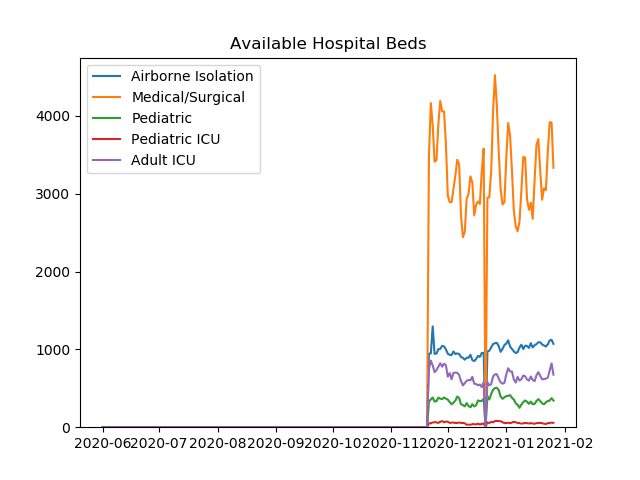 Available Hospital Beds
Airborne Isolation
Medical/Surgical
Pediatric
Pediatric ICU
Adult ICU
4000
3000
2000
1000
0
2020-06 2020-07 2020-08 2020-09 2020-10 2020-11 2020-12 2021-01 2021-02